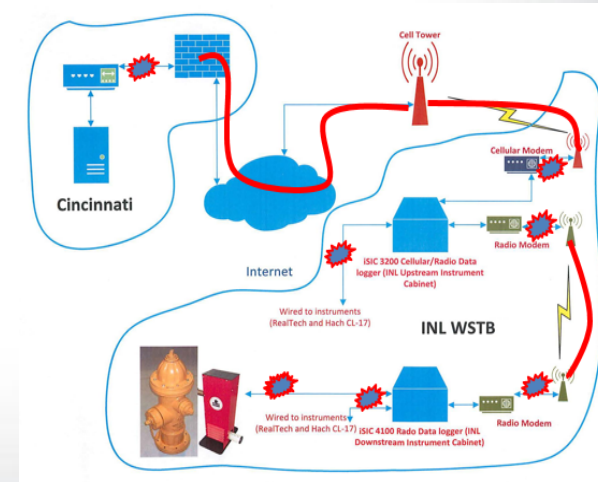 Cell Tower
Cellular Modem
Cincinnati
Radio Modem
iSIC 3200 Cellular/Radio Data
logger (INL Upstream Instrument
Cabinet)
Internet
Wired to instruments
(RealTech and Hach CL-17)
INL WSTB
Wired to instruments
(RealTech and Hach CL-17)
iSIC 4100 Rado Data logger (INL
Downstream Instrument Cabinet)
Radio Modem